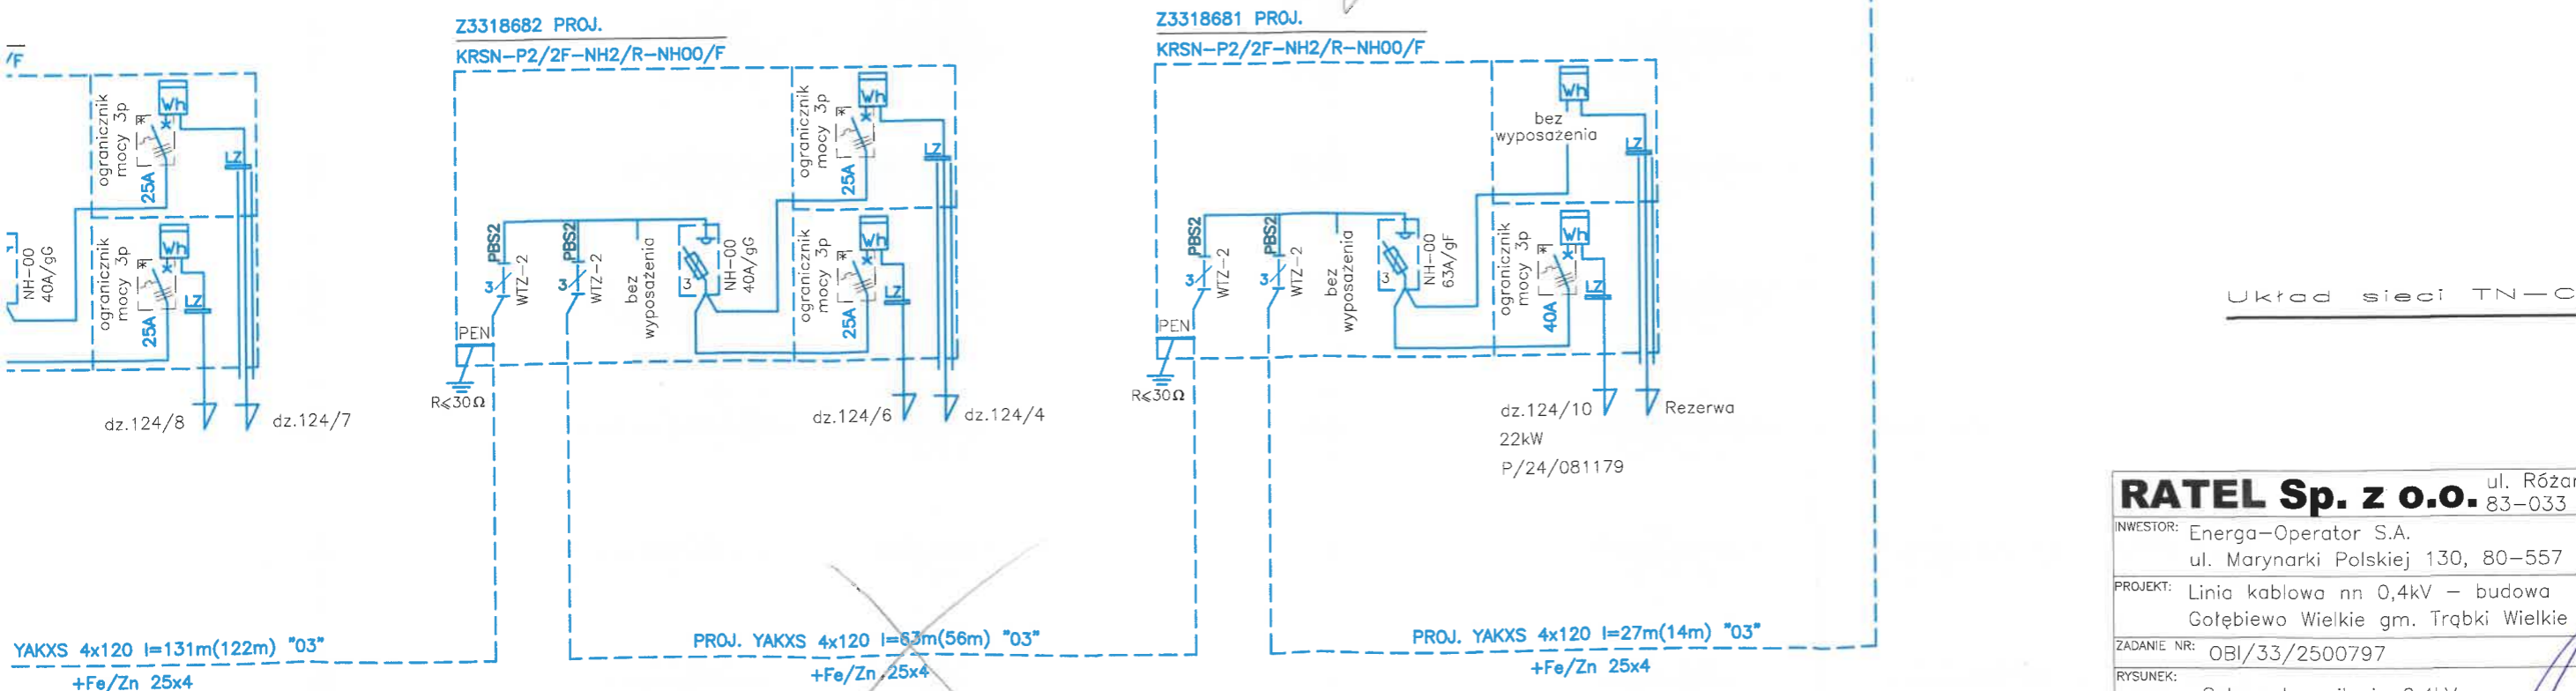 /F
ogranicznik
mocy 3p
25A
Wh
LZ
NH-00
40A/gG
ogranicznik
mocy 3p
25A
Wh
LZ
dz.124/8
dz.124/7
YAKXS 4x120 l=131m(122m) "03"
+Fe/Zn 25x4
Z3318682 PROJ.
KRSN-P2/2F-NH2/R-NH00/F
ogranicznik
mocy 3p
25A
Wh
LZ
PBS2
3
WTZ-2
PBS2
3
WTZ-2
bez
wyposażenia
3
NH-00
40A/gG
ogranicznik
mocy 3p
25A
Wh
LZ
PEN
R≤30Ω
dz.124/6
dz.124/4
PROJ. YAKXS 4x120 l=63m(56m) "03"
+Fe/Zn 25x4
Z3318681 PROJ.
KRSN-P2/2F-NH2/R-NH00/F
Wh
bez
wyposażenia
LZ
PBS2
3
WTZ-2
PBS2
3
WTZ-2
bez
wyposażenia
3
NH-00
63A/gF
ogranicznik
mocy 3p
40A
Wh
LZ
PEN
R≤30Ω
dz.124/10
Rezerwa
22kW
P/24/081179
PROJ. YAKXS 4x120 l=27m(14m) "03"
+Fe/Zn 25x4
Układ sieci TN-C
RATEL Sp. z o.o.
ul. Różan
83-033
INWESTOR: Energa-Operator S.A.
ul. Marynarki Polskiej 130, 80-557
PROJEKT: Linia kablowa nn 0,4kV - budowa
Gołębiewo Wielkie gm. Trąbki Wielkie
ZADANIE NR: OBI/33/2500797
RYSUNEK: